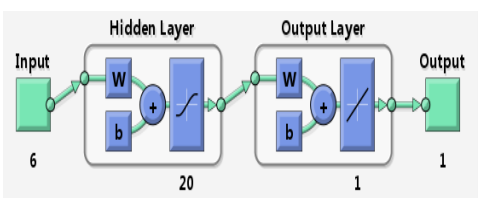 Hidden Layer
Output Layer
Input
Output
W
b
+
W
b
+
6
20
1
1